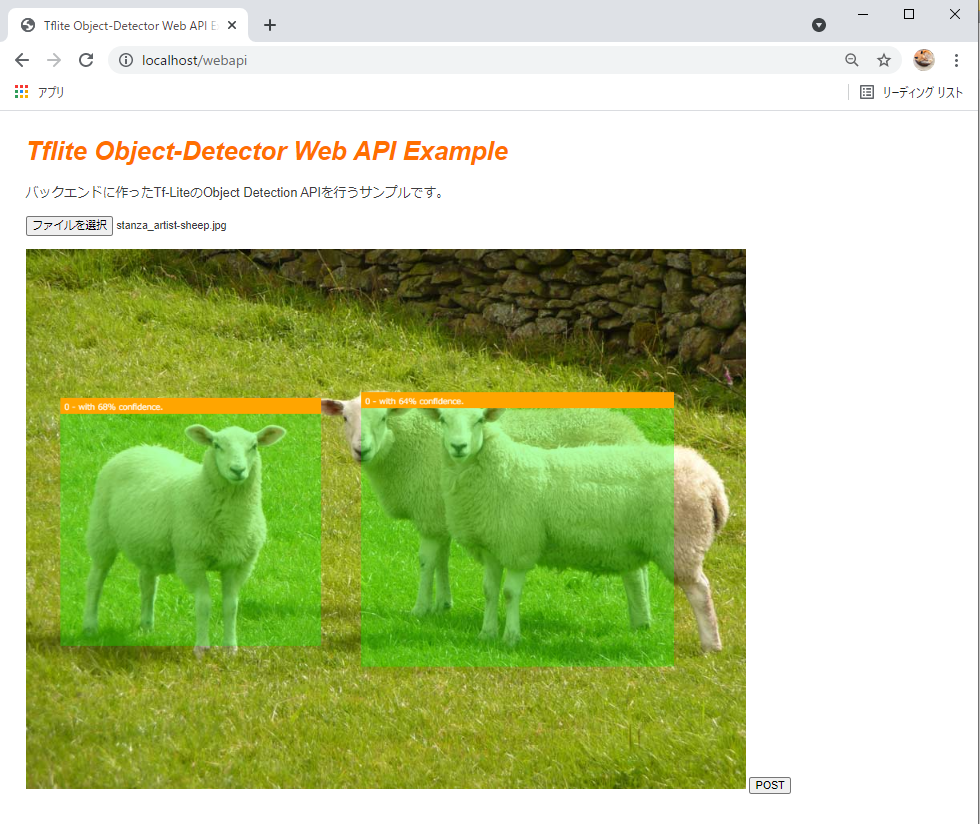 Tflite Object-Detector Web API E
localhost/webapi
アプリ
リーディング リスト
Tflite Object-Detector Web API Example
バックエンドに作ったTf-LiteのObject Detection APIを行うサンプルです。
ファイルを選択 stanza_artist-sheep.jpg
0 - with 68% confidence.
0 - with 64% confidence.
POST